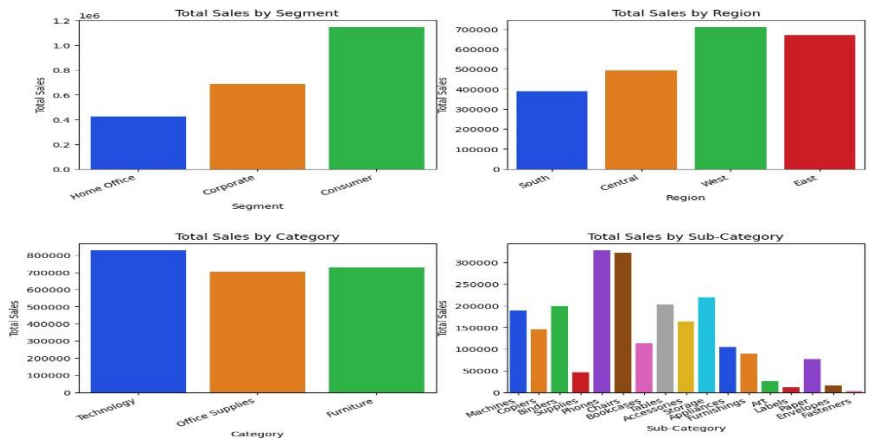 Total Sales by Segment
1e6
1.2
1.0
0.8
0.6
0.4
0.2
0.0
Total Sales
Home Office
Corporate
Consumer
Segment
Total Sales by Region
700000
600000
500000
400000
300000
200000
100000
0
Total Sales
South
Central
West
East
Region
Total Sales by Category
800000
700000
600000
500000
400000
300000
200000
100000
0
Total Sales
Technology
Office Supplies
Furniture
Category
Total Sales by Sub-Category
300000
250000
200000
150000
100000
50000
0
Total Sales
Machines
Copiers
Binders
Supplies
Phones
Chairs
Bookcases
Tables
Accessories
Storage
Appliances
Furnishings
Art
Labels
Paper
Envelopes
Fasteners
Sub-Category